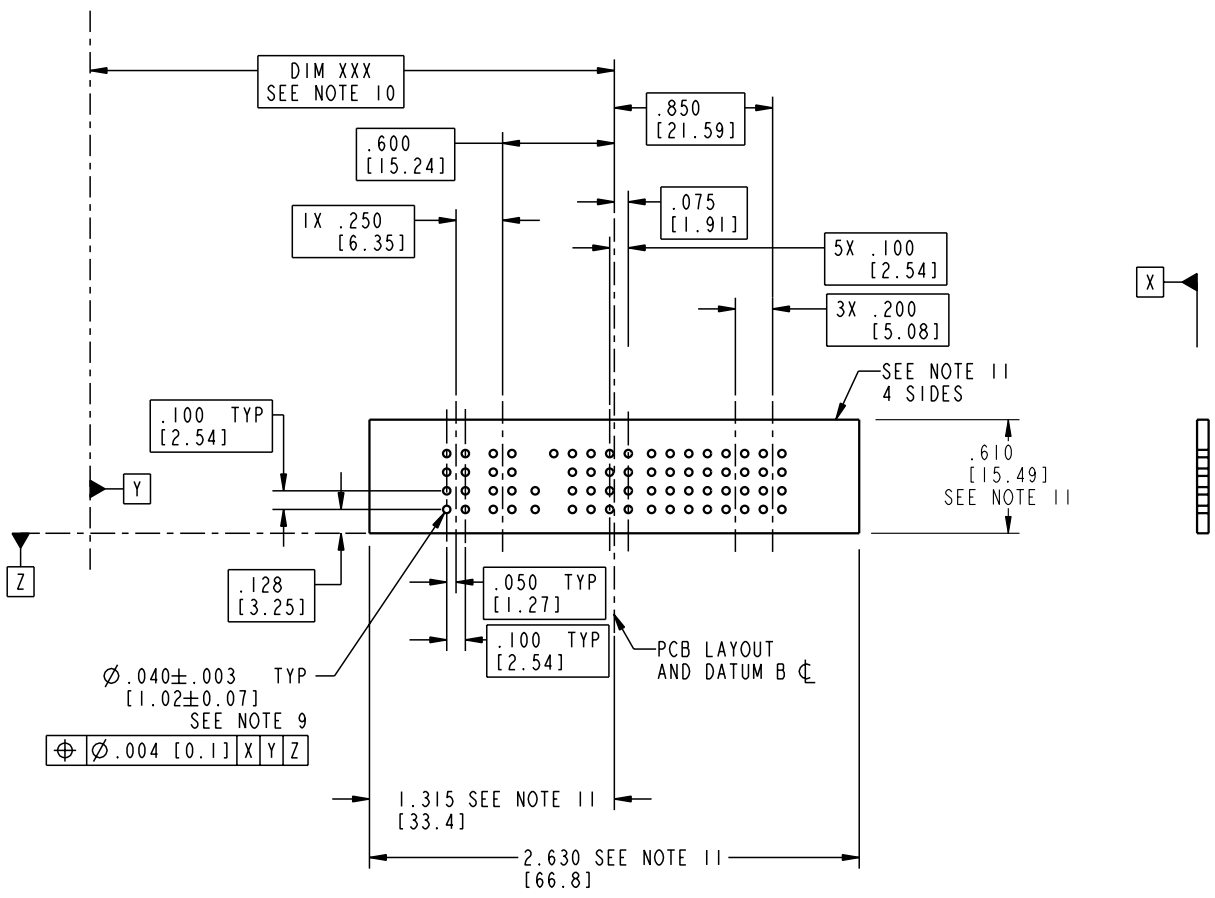 DIM XXX
SEE NOTE 10
.850
[21.59]
.600
[15.24]
.075
[1.91]
1X .250
[6.35]
5X .100
[2.54]
X
3X .200
[5.08]
SEE NOTE 11
4 SIDES
.100 TYP
[2.54]
.610
[15.49]
SEE NOTE 11
Y
Z
.128
[3.25]
.050 TYP
[1.27]
.100 TYP
[2.54]
PCB LAYOUT
AND DATUM B ℄
Ø.040±.003 TYP
[1.02±0.07]
SEE NOTE 9
⌖ Ø.004 [0.1] X Y Z
1.315 SEE NOTE 11
[33.4]
2.630 SEE NOTE 11
[66.8]